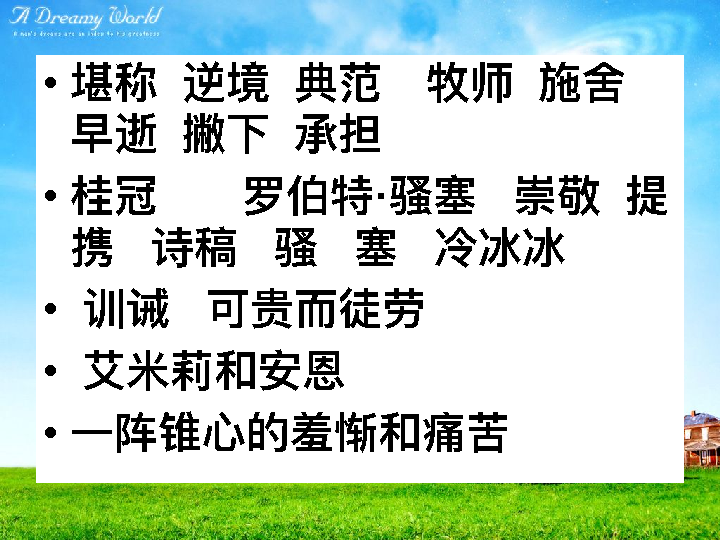 A Dreamy World
• 堪称 逆境 典范 牧师 施舍
早逝 撇下 承担
• 桂冠 罗伯特·骚塞 崇敬 提
携 诗稿 骚 塞 冷冰冰
• 训诫 可贵而徒劳
• 艾米莉和安恩
• 一阵锥心的羞惭和痛苦